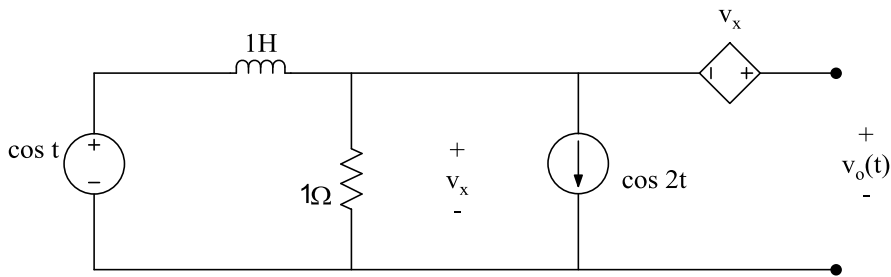 v_x
1H
cos t
+
−
1Ω
+
v_x
-
cos 2t
− +
+
v_o(t)
-